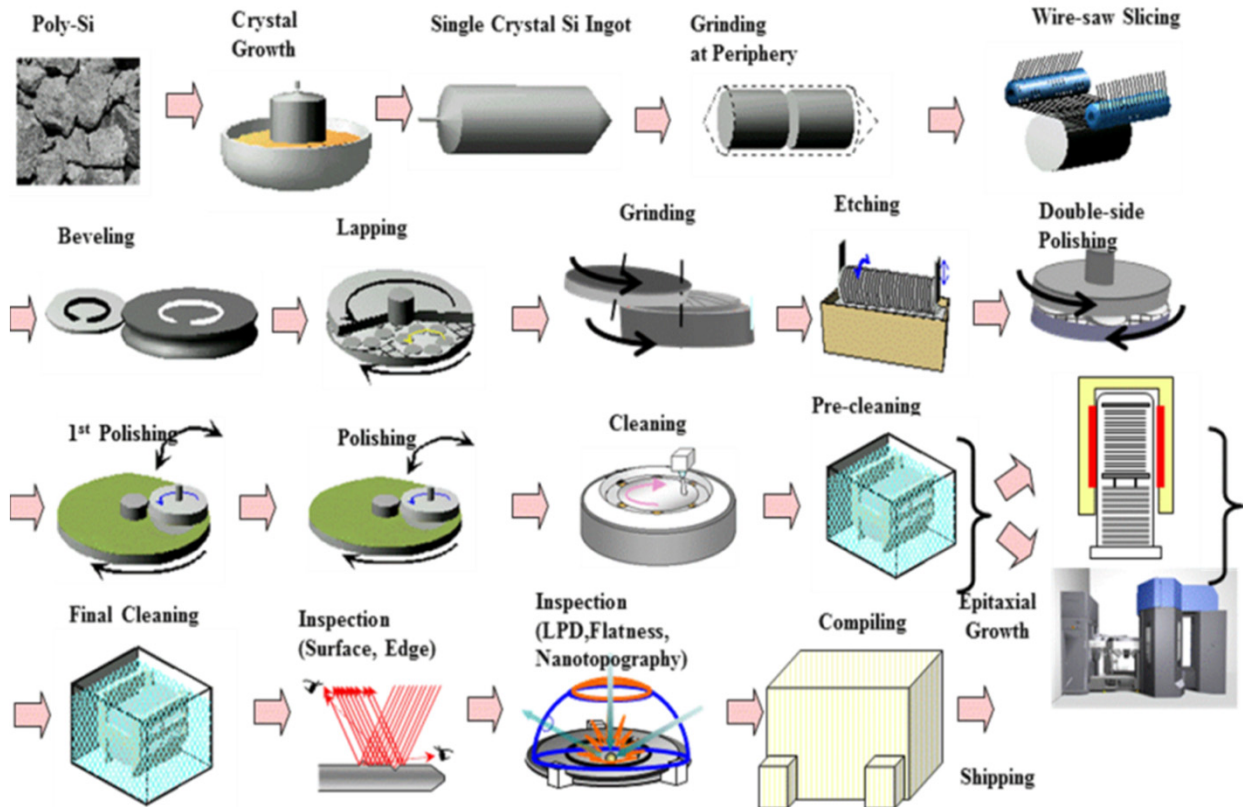 Poly-Si
Crystal
Growth
Single Crystal Si Ingot
Grinding
at Periphery
Wire-saw Slicing
Beveling
Lapping
Grinding
Etching
Double-side
Polishing
1st Polishing
Polishing
Cleaning
Pre-cleaning
Final Cleaning
Inspection
(Surface, Edge)
Inspection
(LPD,Flatness,
Nanotopography)
Compiling
Epitaxial
Growth
Shipping